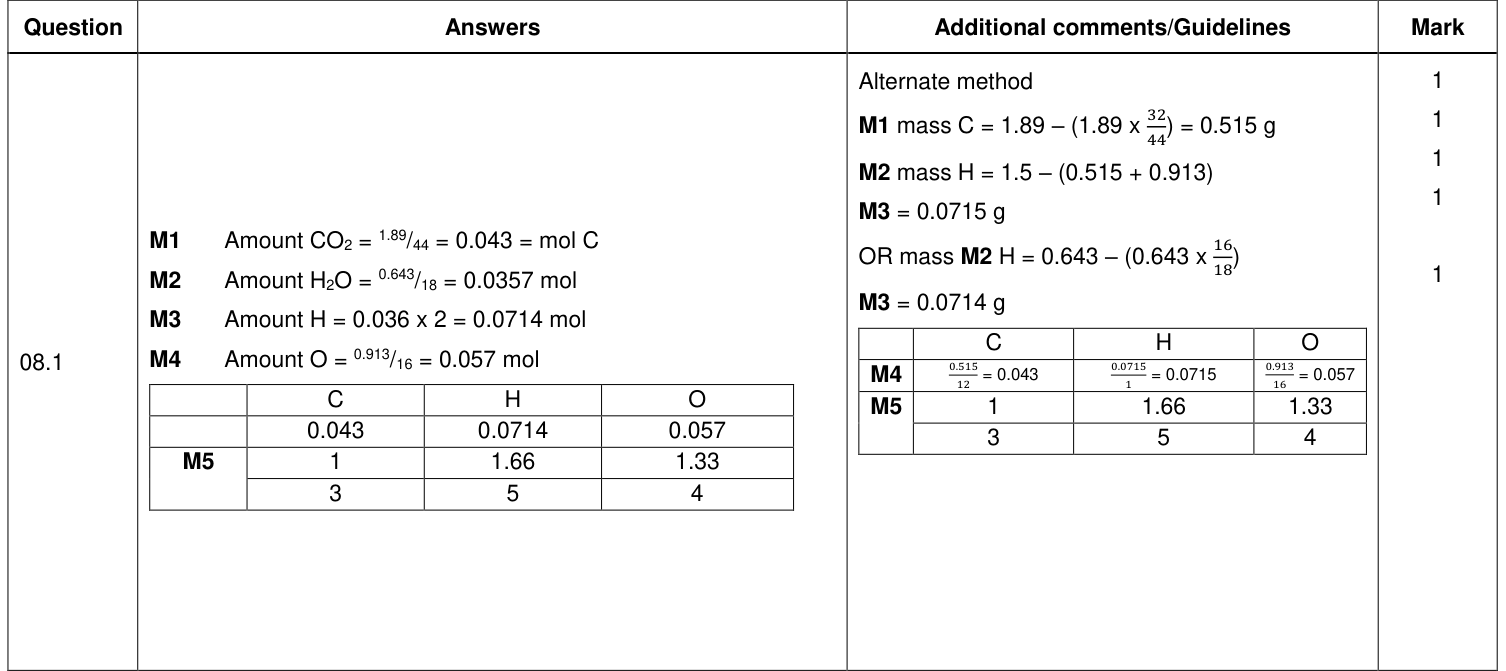 Question Answers Additional comments/Guidelines Mark
08.1
M1 Amount CO₂ = ¹·⁸⁹/₄₄ = 0.043 = mol C
M2 Amount H₂O = ⁰·⁶⁴³/₁₈ = 0.0357 mol
M3 Amount H = 0.036 x 2 = 0.0714 mol
M4 Amount O = ⁰·⁹¹³/₁₆ = 0.057 mol
C H O
0.043 0.0714 0.057
M5 1 1.66 1.33
3 5 4
Alternate method
M1 mass C = 1.89 – (1.89 x 32/44) = 0.515 g
M2 mass H = 1.5 – (0.515 + 0.913)
M3 = 0.0715 g
OR mass M2 H = 0.643 – (0.643 x 16/18)
M3 = 0.0714 g
C H O
M4 0.515/12 = 0.043 0.0715/1 = 0.0715 0.913/16 = 0.057
M5 1 1.66 1.33
3 5 4
1
1
1
1
1